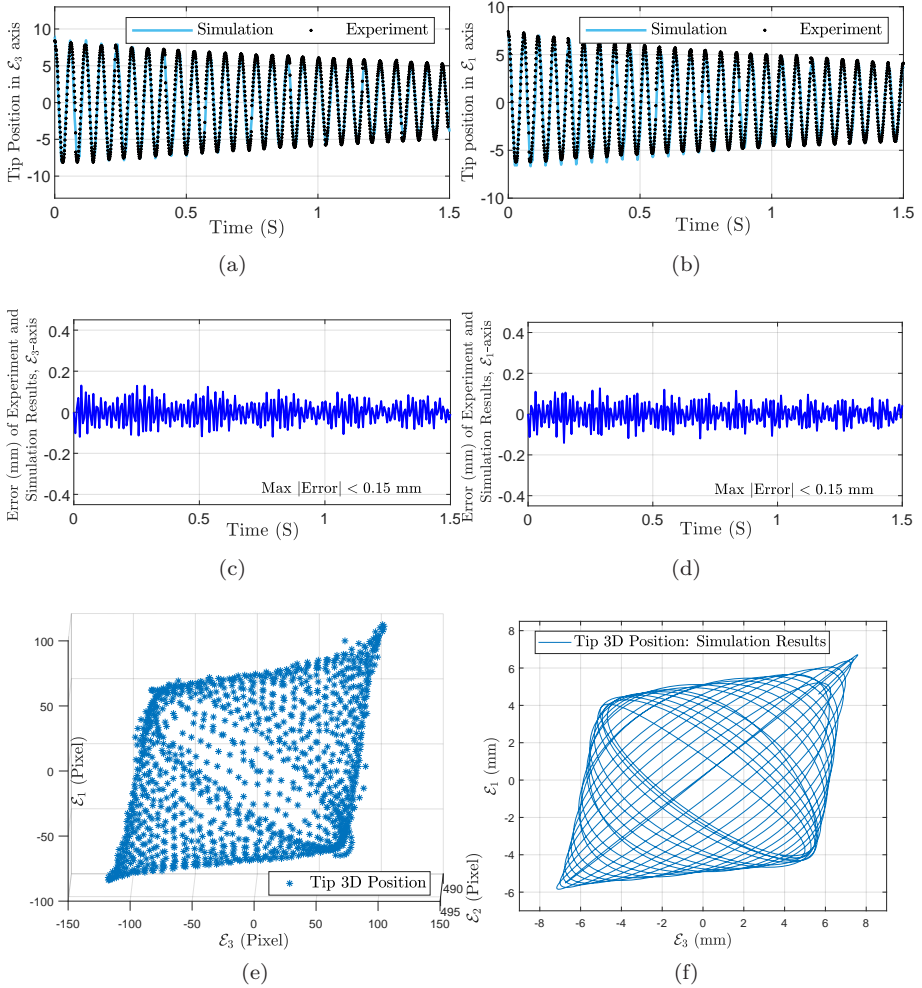 Simulation Experiment
Tip Position in ℰ₃ axis
10
5
0
-5
-10
0 0.5 1 1.5
Time (S)
(a)
Simulation Experiment
Tip position in ℰ₁ axis
10
5
0
-5
-10
0 0.5 1 1.5
Time (S)
(b)
Error (mm) of Experiment and
Simulation Results, ℰ₃-axis
0.4
0.2
0
-0.2
-0.4
Max |Error| < 0.15 mm
0 0.5 1 1.5
Time (S)
(c)
Error (mm) of Experiment and
Simulation Results, ℰ₁-axis
0.4
0.2
0
-0.2
-0.4
Max |Error| < 0.15 mm
0 0.5 1 1.5
Time (S)
(d)
ℰ₁ (Pixel)
100
50
0
-50
-100
Tip 3D Position
-150 -100 -50 0 50 100 150
ℰ₃ (Pixel)
490
495
ℰ₂ (Pixel)
(e)
Tip 3D Position: Simulation Results
ℰ₁ (mm)
8
6
4
2
0
-2
-4
-6
-8 -6 -4 -2 0 2 4 6 8
ℰ₃ (mm)
(f)